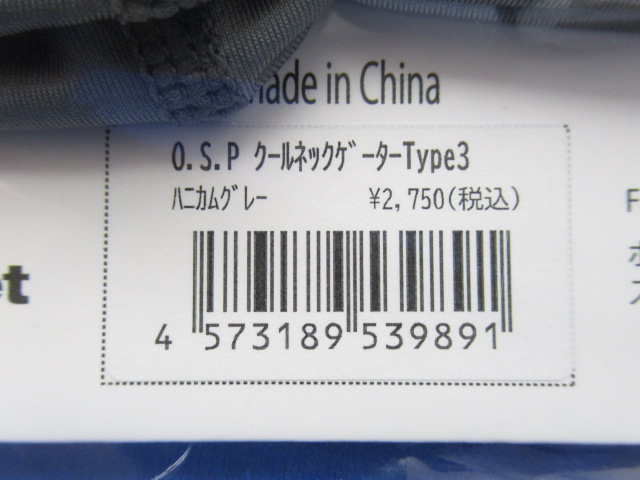 made in China
O.S.P ｸｰﾙﾈｯｸｹﾞｰﾀｰType3
ﾊﾆｶﾑｸﾞﾚｰ ¥2,750(税込)
et
F
4 573189 539891